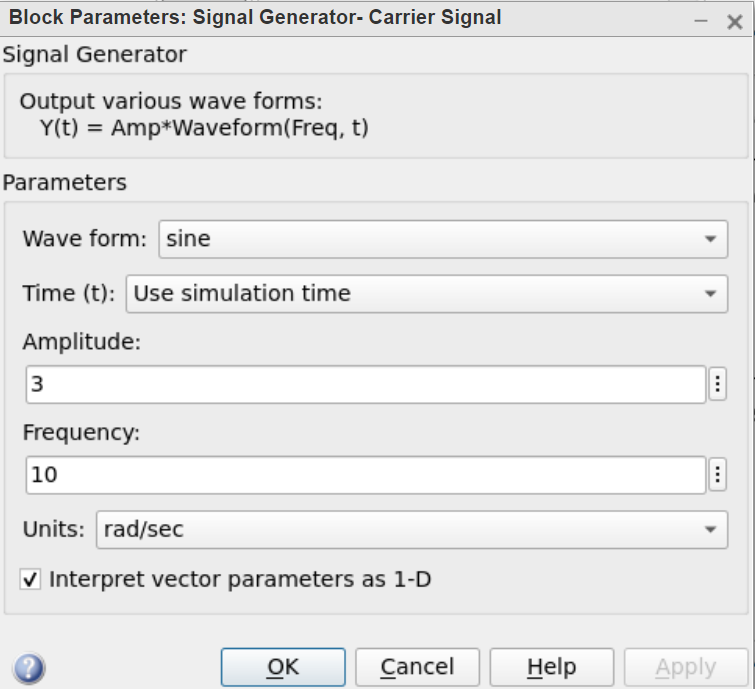 Block Parameters: Signal Generator- Carrier Signal
Signal Generator
Output various wave forms:
Y(t) = Amp*Waveform(Freq, t)
Parameters
Wave form: sine
Time (t): Use simulation time
Amplitude:
3
Frequency:
10
Units: rad/sec
Interpret vector parameters as 1-D
? OK Cancel Help Apply